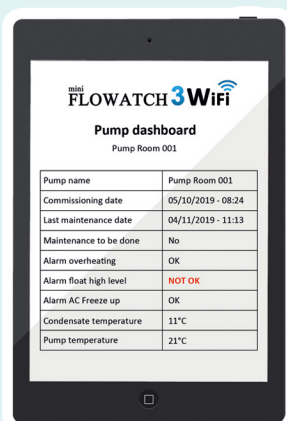 mini
FLOWATCH 3 WiFi
Pump dashboard
Pump Room 001
Pump name Pump Room 001
Commissioning date 05/10/2019 - 08:24
Last maintenance date 04/11/2019 - 11:13
Maintenance to be done No
Alarm overheating OK
Alarm float high level NOT OK
Alarm AC Freeze up OK
Condensate temperature 11°C
Pump temperature 21°C